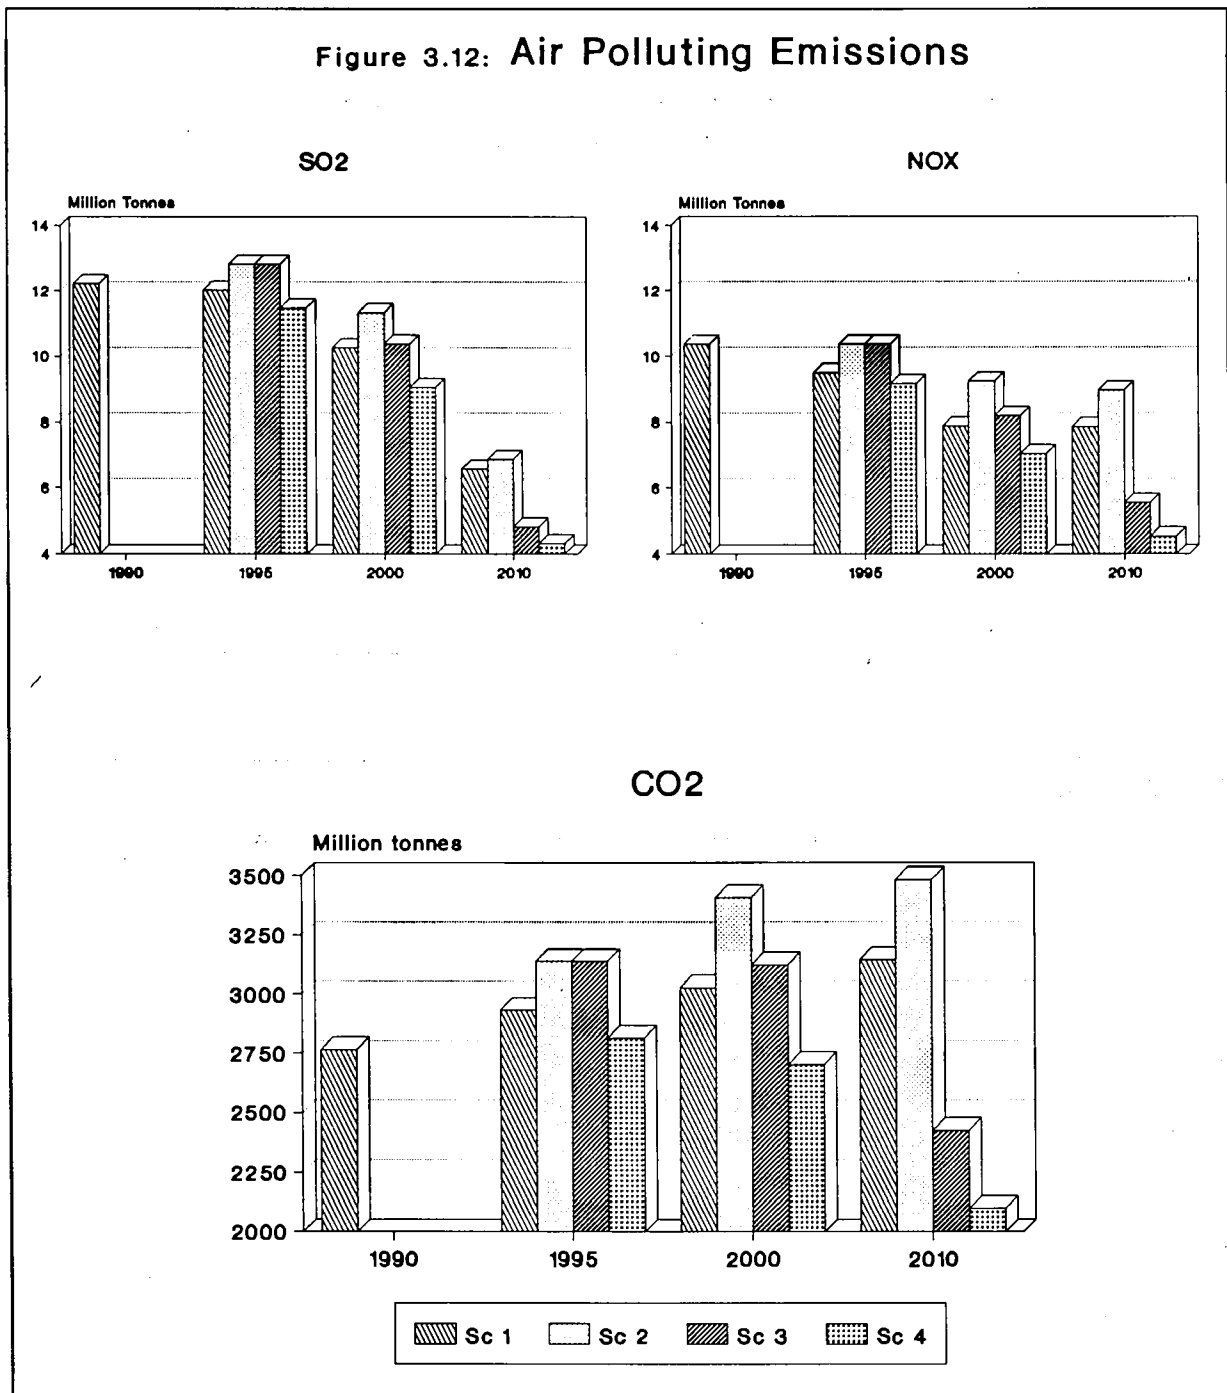 Figure 3.12: Air Polluting Emissions
SO2
Million Tonnes
14
12
10
8
6
4
1990
1995
2000
2010
NOX
Million Tonnes
14
12
10
8
6
4
1990
1995
2000
2010
CO2
Million tonnes
3500
3250
3000
2750
2500
2250
2000
1990
1995
2000
2010
Sc 1
Sc 2
Sc 3
Sc 4